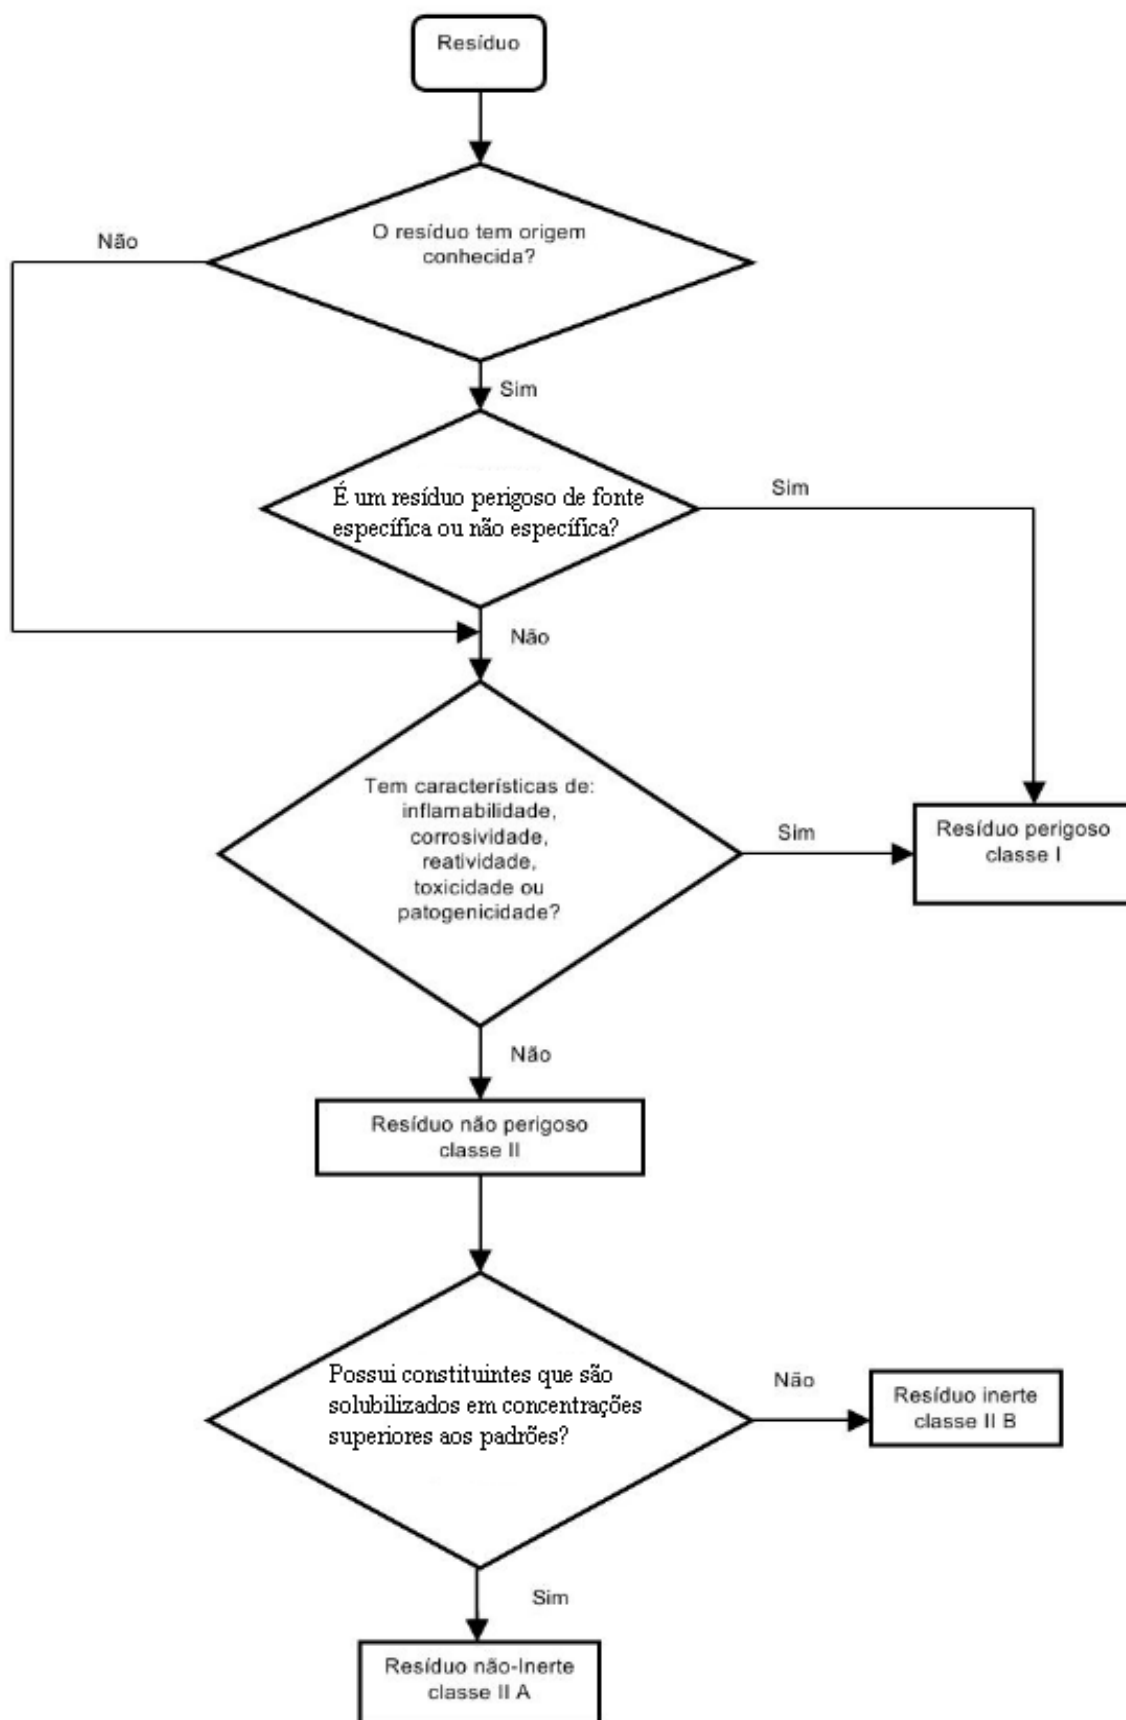 Resíduo
O resíduo tem origem
conhecida?
Não
Sim
É um resíduo perigoso de fonte
específica ou não específica?
Sim
Não
Tem características de:
inflamabilidade,
corrosividade,
reatividade,
toxicidade ou
patogenicidade?
Sim
Resíduo perigoso
classe I
Não
Resíduo não perigoso
classe II
Possui constituintes que são
solubilizados em concentrações
superiores aos padrões?
Não
Resíduo inerte
classe II B
Sim
Resíduo não-Inerte
classe II A